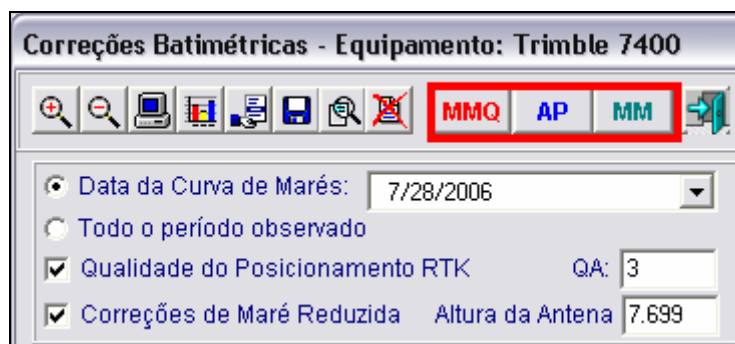 Correções Batimétricas - Equipamento: Trimble 7400
MMQ AP MM
Data da Curva de Marés: 7/28/2006
Todo o período observado
Qualidade do Posicionamento RTK QA: 3
Correções de Maré Reduzida Altura da Antena 7.699